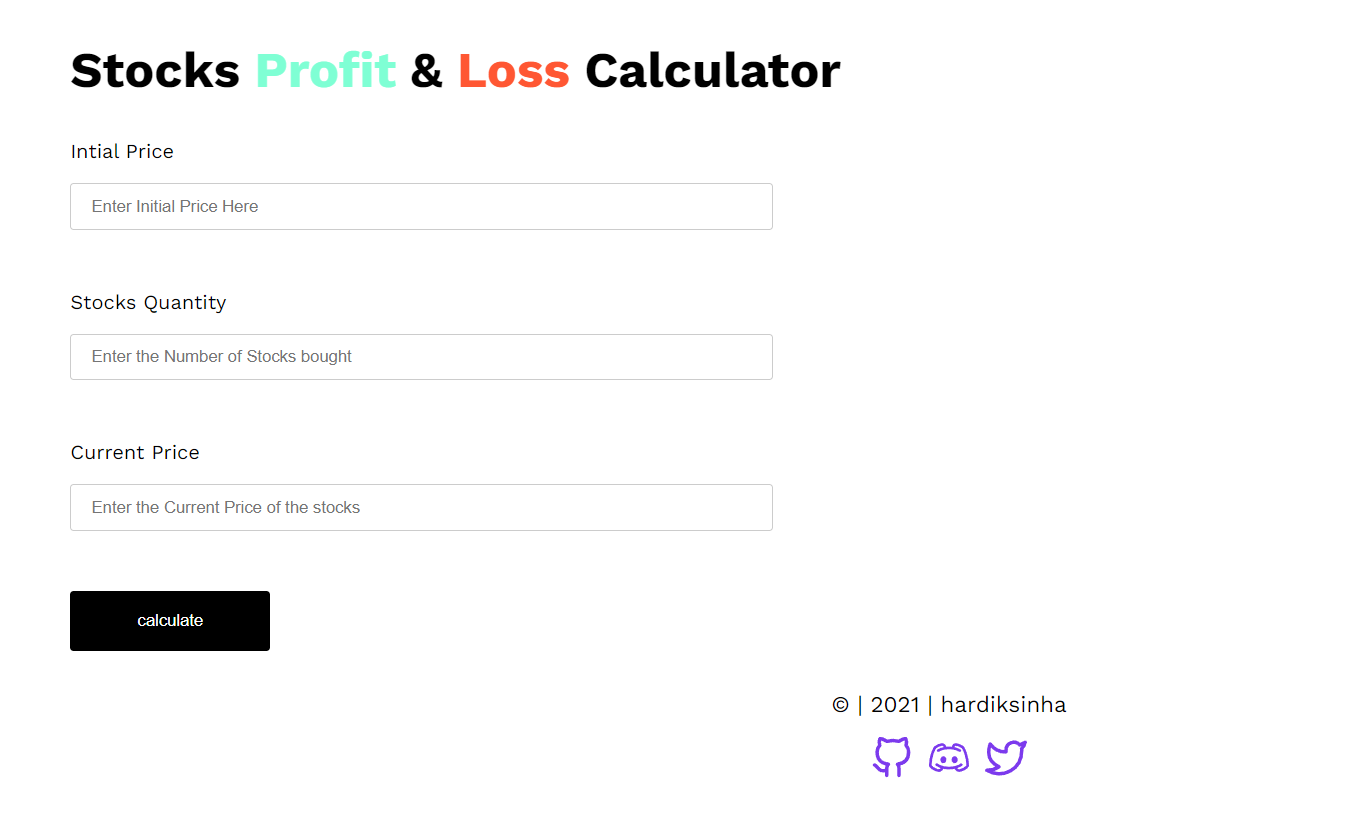 Stocks Profit & Loss Calculator
Intial Price
Enter Initial Price Here
Stocks Quantity
Enter the Number of Stocks bought
Current Price
Enter the Current Price of the stocks
calculate
© | 2021 | hardiksinha